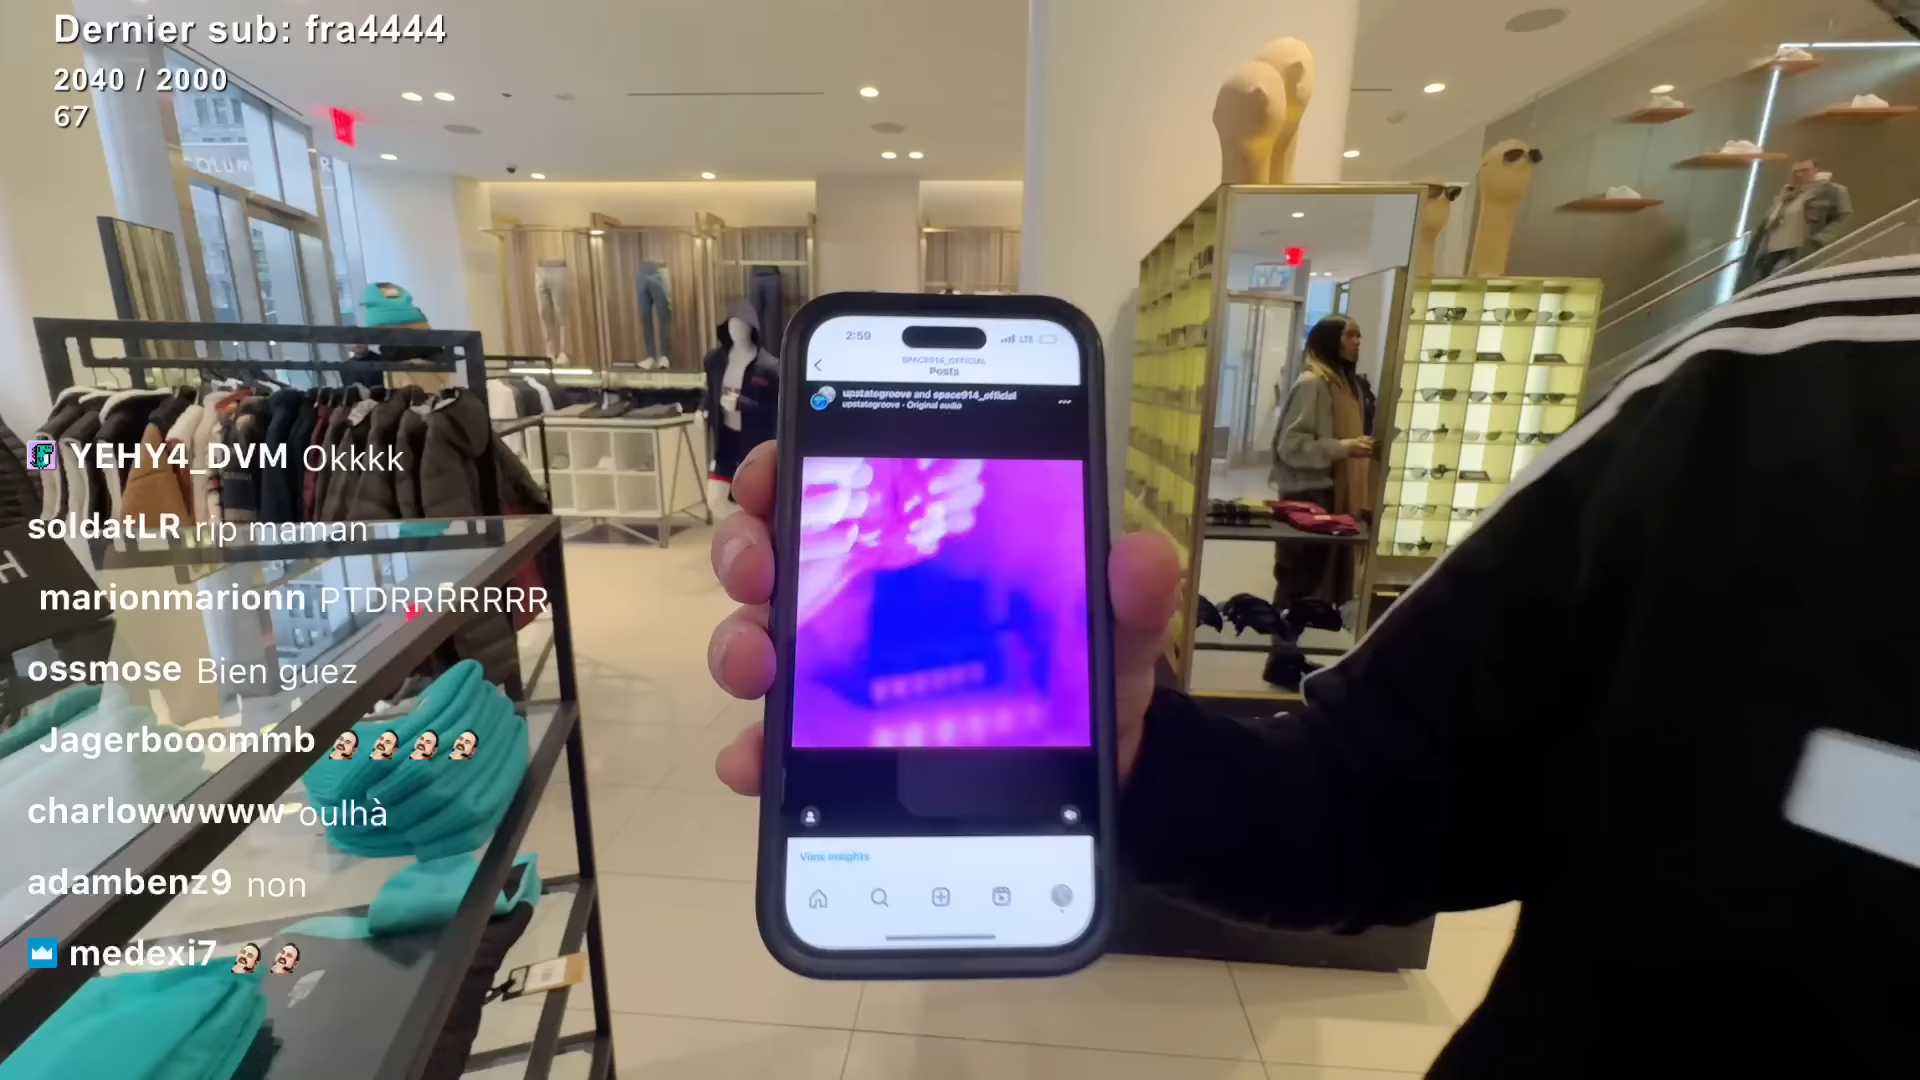 Dernier sub: fra4444
2040 / 2000
67
2:59
LTE
SPACE914_OFFICIAL
Posts
upstategroove and space914_official
upstategroove • Original audio
YEHY4_DVM Okkkk
soldatLR rip maman
marionmarionn PTDRRRRRRR
ossmose Bien guez
Jagerbooommb
charlowwwww oulhà
adambenz9 non
medexi7
View insights
H